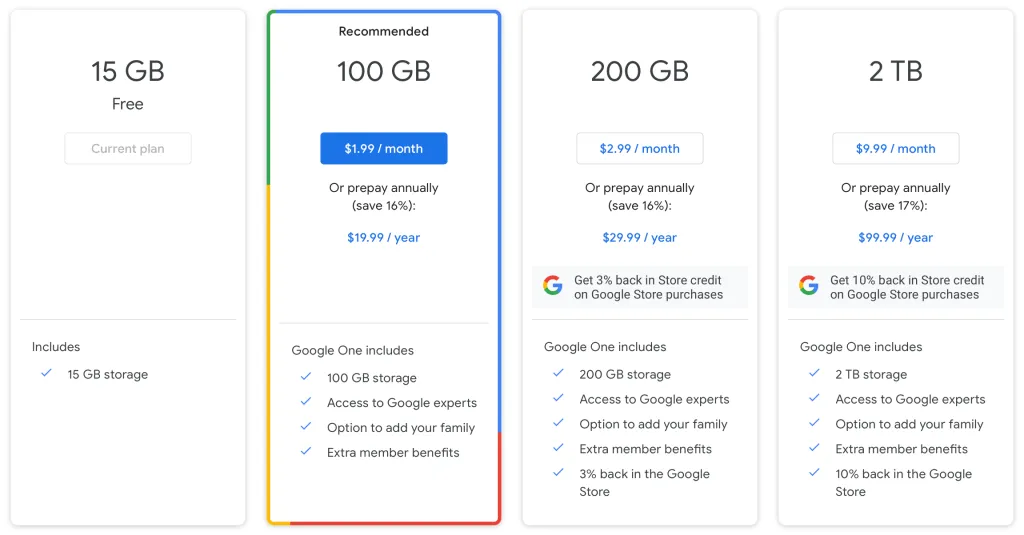 15 GB
Free
Current plan
Includes
15 GB storage
Recommended
100 GB
$1.99 / month
Or prepay annually
(save 16%):
$19.99 / year
Google One includes
100 GB storage
Access to Google experts
Option to add your family
Extra member benefits
200 GB
$2.99 / month
Or prepay annually
(save 16%):
$29.99 / year
Get 3% back in Store credit
on Google Store purchases
Google One includes
200 GB storage
Access to Google experts
Option to add your family
Extra member benefits
3% back in the Google
Store
2 TB
$9.99 / month
Or prepay annually
(save 17%):
$99.99 / year
Get 10% back in Store credit
on Google Store purchases
Google One includes
2 TB storage
Access to Google experts
Option to add your family
Extra member benefits
10% back in the Google
Store